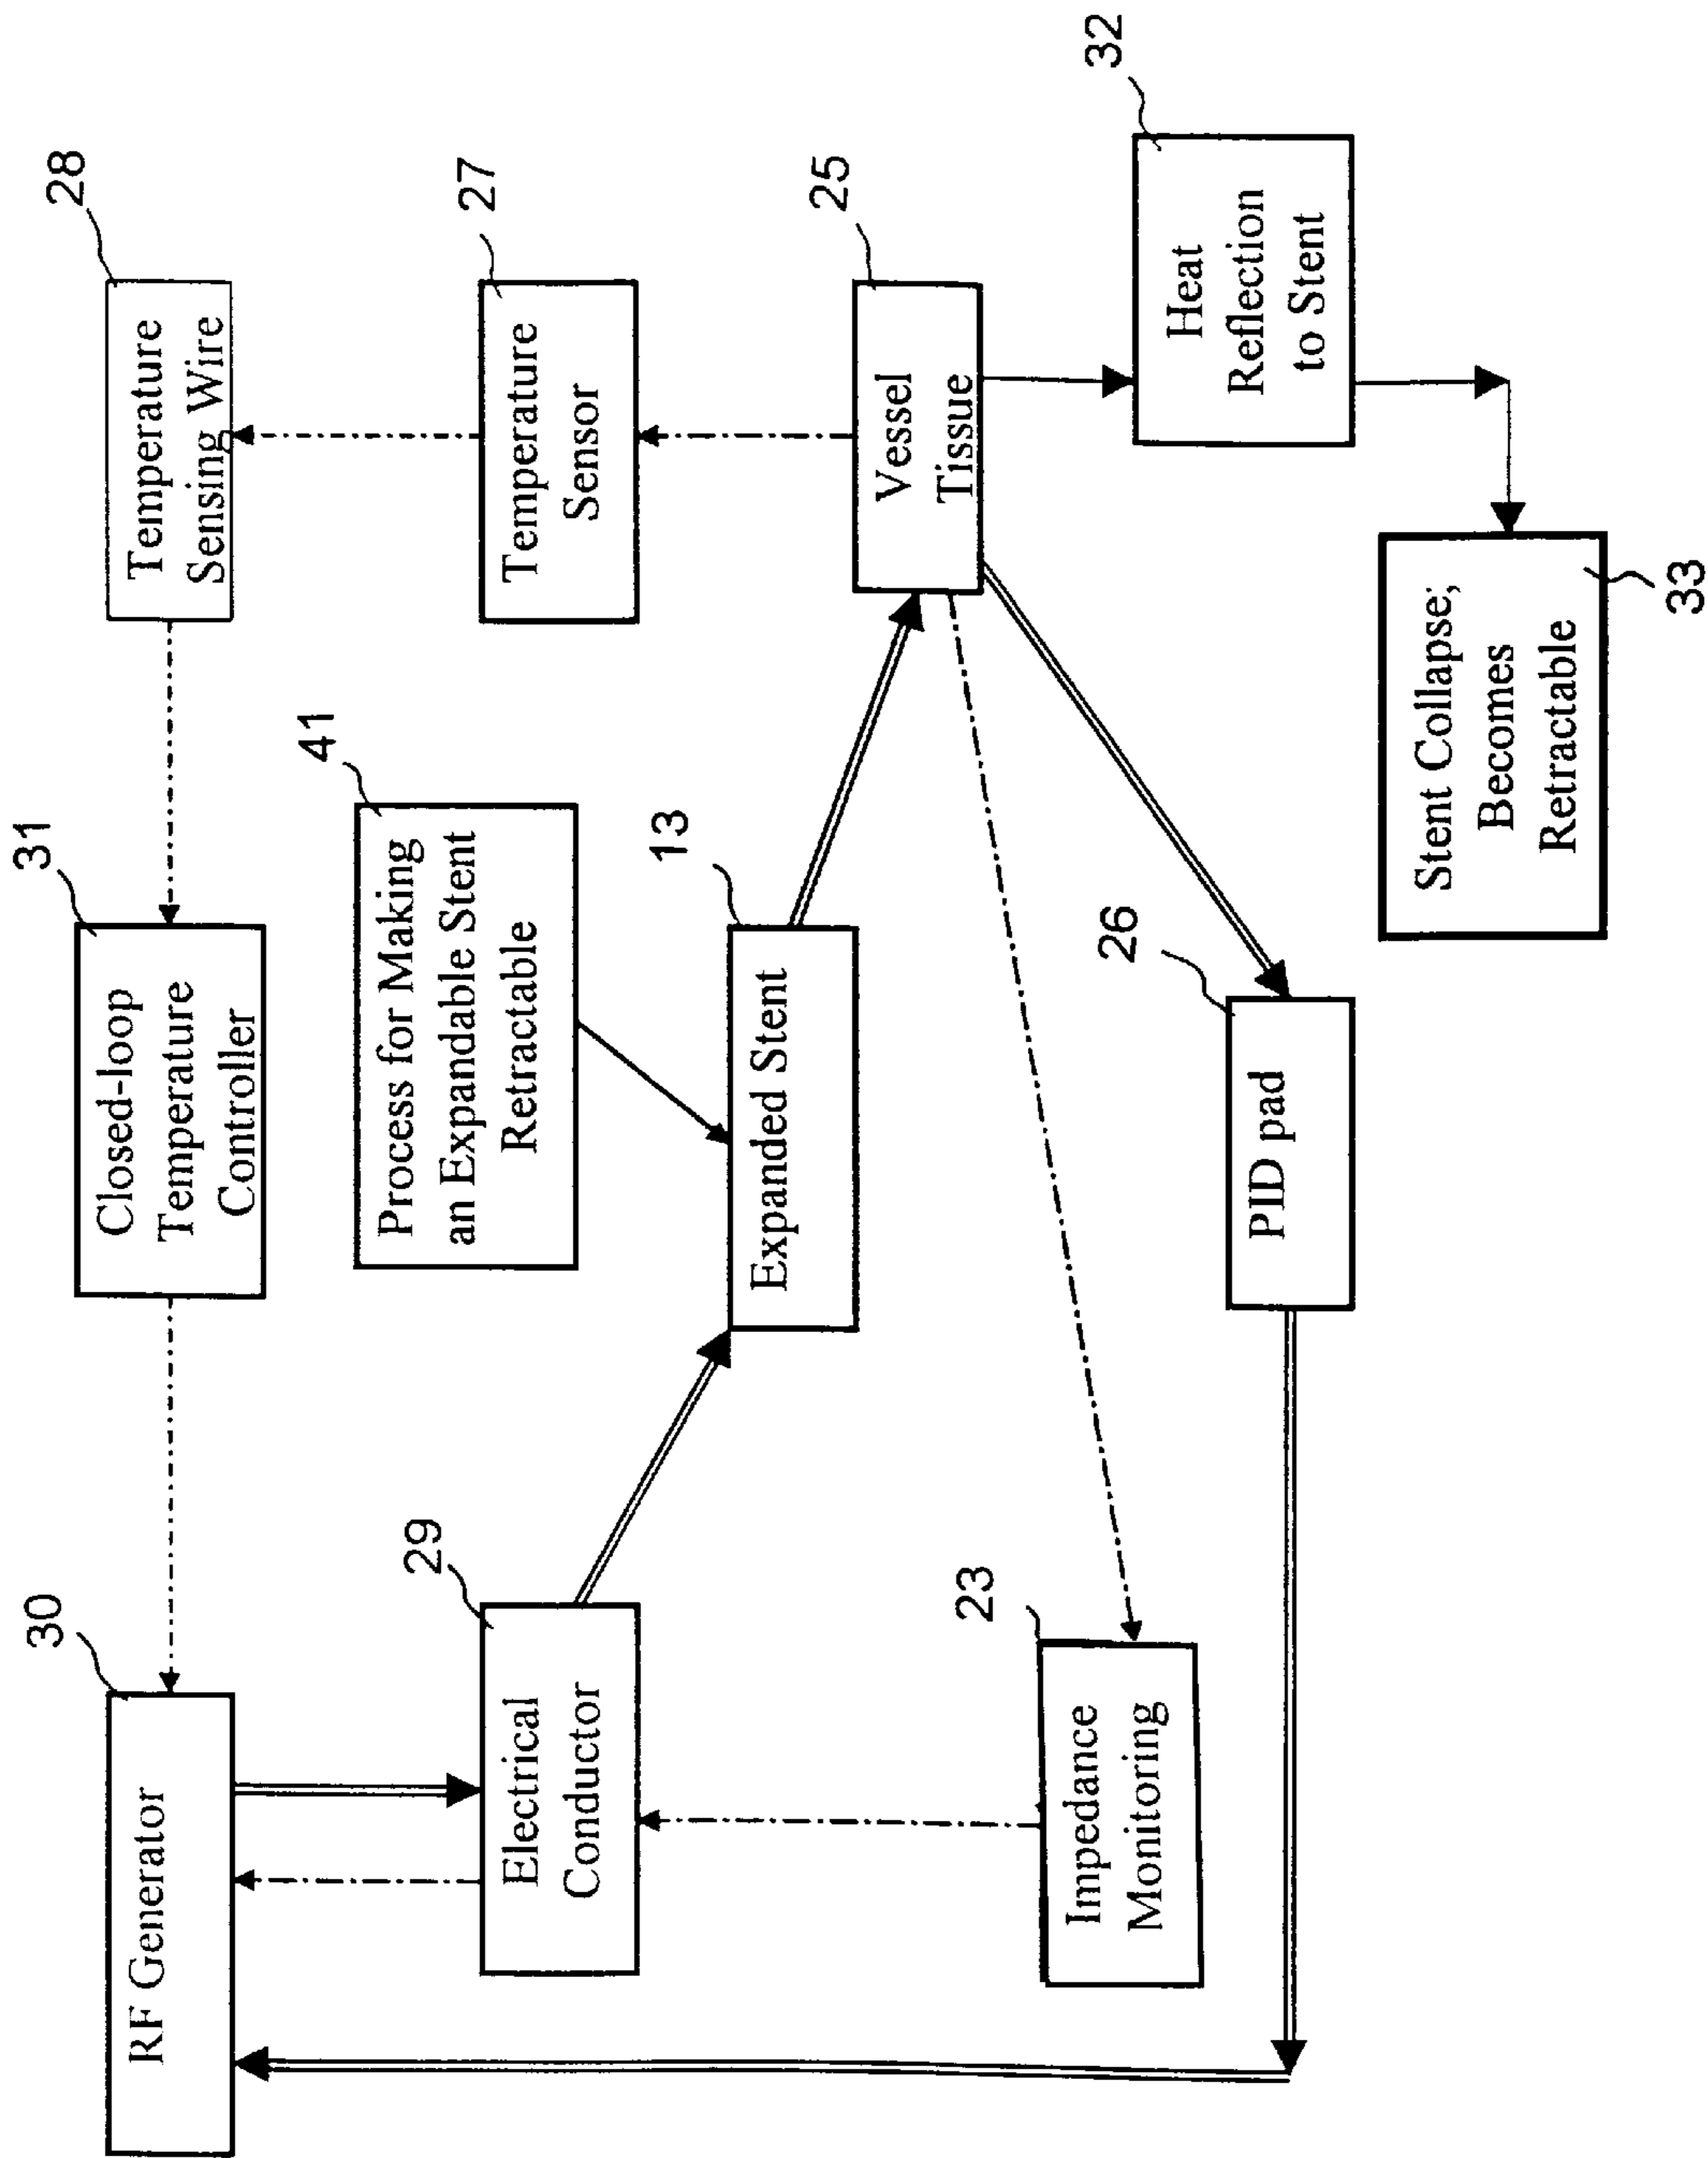 30
RF Generator
31
Closed-loop
Temperature
Controller
28
Temperature
Sensing Wire
41
Process for Making
an Expandable Stent
Retractable
29
Electrical
Conductor
27
Temperature
Sensor
13
Expanded Stent
25
Vessel
Tissue
23
Impedance
Monitoring
26
PID pad
32
Heat
Reflection
to Stent
Stent Collapse;
Becomes
Retractable
33